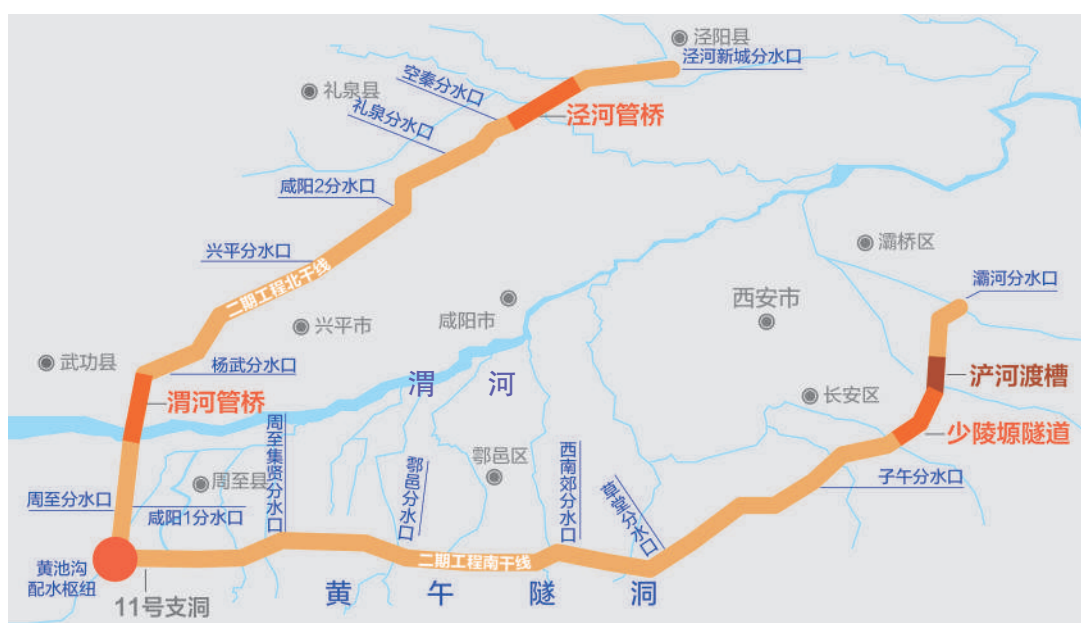 泾阳县
泾河新城分水口
空秦分水口
礼泉县
礼泉分水口
泾河管桥
咸阳2分水口
兴平分水口
二期工程北干线
灞桥区
灞河分水口
西安市
咸阳市
兴平市
武功县
杨武分水口
渭河
渭河管桥
浐河渡槽
长安区
少陵塬隧道
周至集贤分水口
鄠邑区
鄠邑分水口
西南郊分水口
草堂分水口
子午分水口
周至县
周至分水口
咸阳1分水口
黄池沟
配水枢纽
二期工程南干线
11号支洞
黄午隧洞